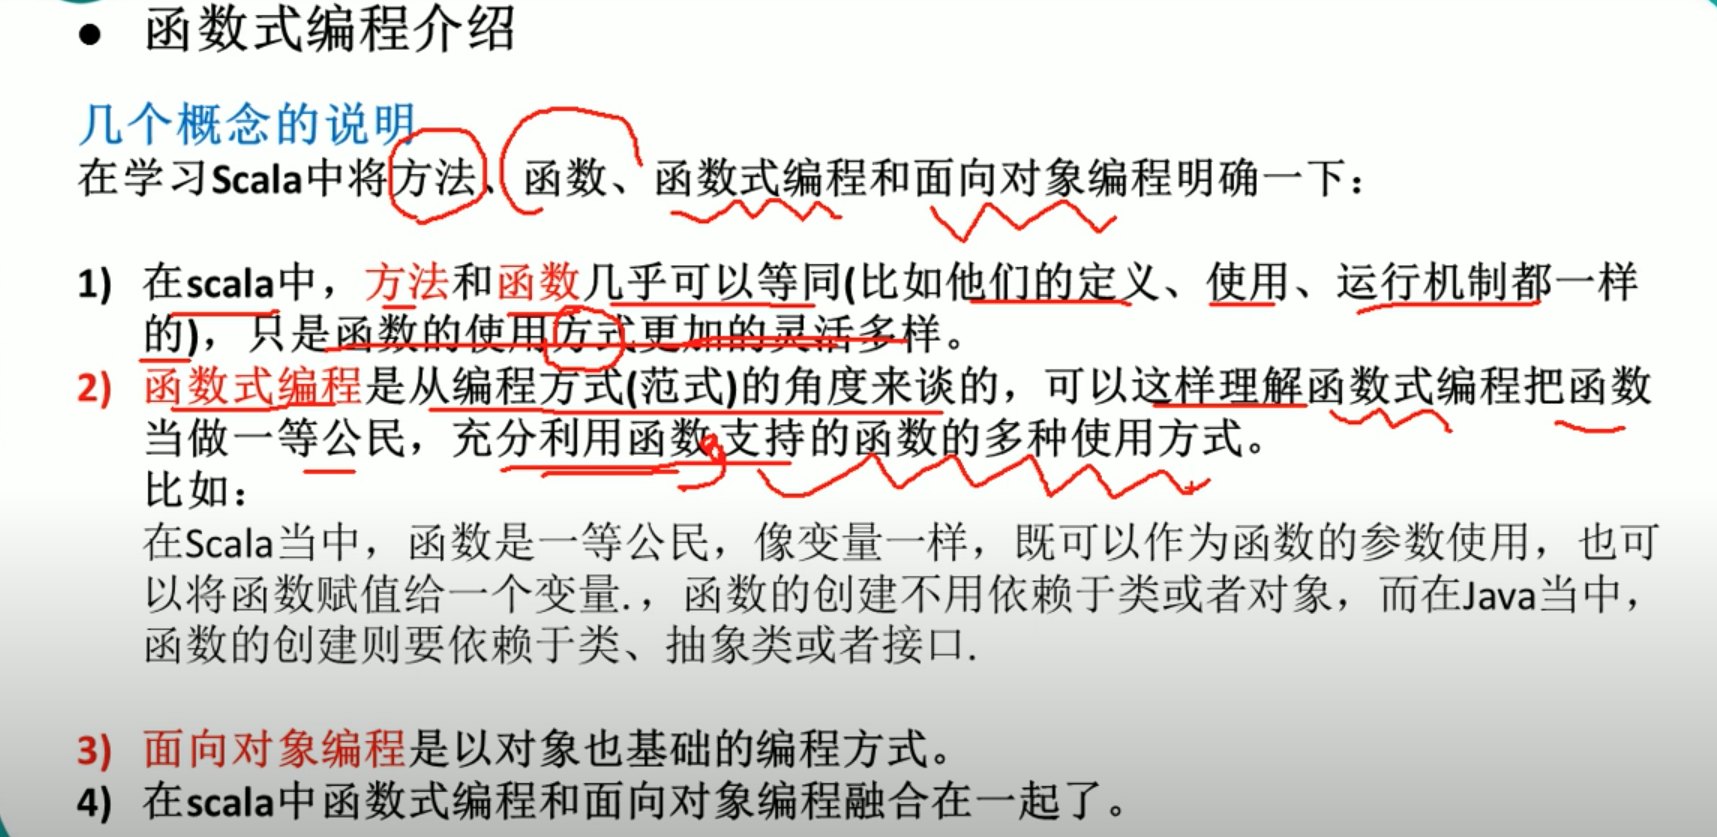 ● 函数式编程介绍
几个概念的说明
在学习Scala中将方法、函数、函数式编程和面向对象编程明确一下：
1) 在scala中，方法和函数几乎可以等同(比如他们的定义、使用、运行机制都一样
的)，只是函数的使用方式更加的灵活多样。
2) 函数式编程是从编程方式(范式)的角度来谈的，可以这样理解函数式编程把函数
当做一等公民，充分利用函数支持的函数的多种使用方式。
比如：
在Scala当中，函数是一等公民，像变量一样，既可以作为函数的参数使用，也可
以将函数赋值给一个变量.，函数的创建不用依赖于类或者对象，而在Java当中，
函数的创建则要依赖于类、抽象类或者接口.
3) 面向对象编程是以对象也基础的编程方式。
4) 在scala中函数式编程和面向对象编程融合在一起了。